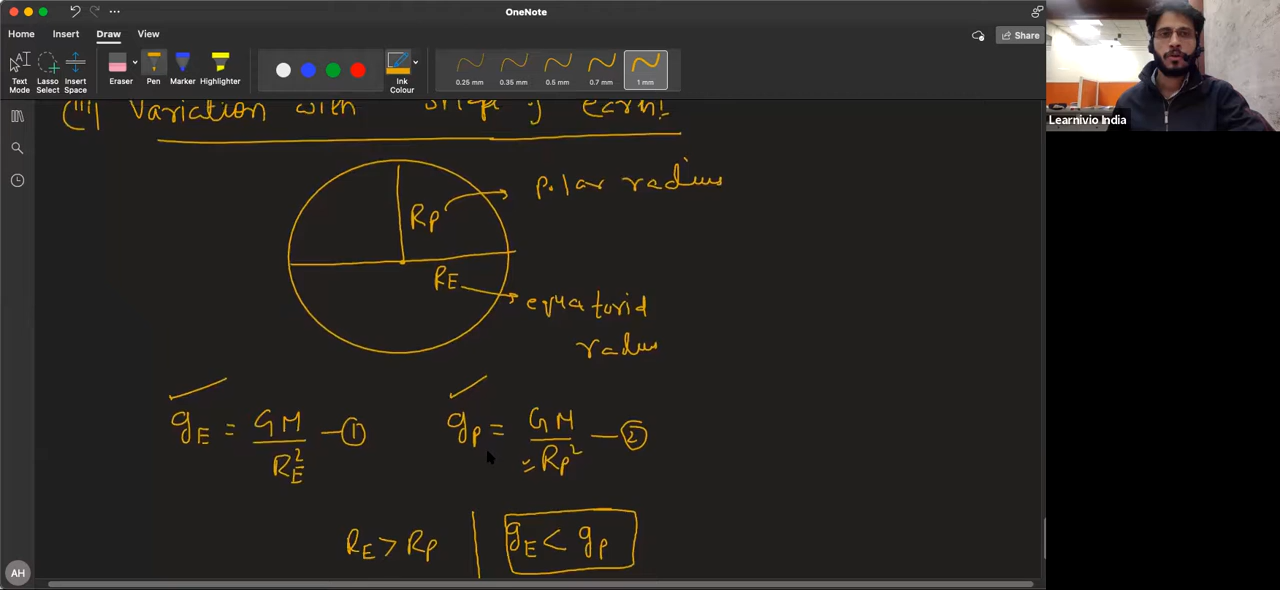 OneNote
Home Insert Draw View
Share
Text Mode
Lasso Select
Insert Space
Eraser
Pen
Marker
Highlighter
Ink Colour
0.25 mm
0.35 mm
0.5 mm
0.7 mm
1 mm
Learnivio India
(III) Variation with shape of earth:
Rp
polar radius
RE
equatorial
radius
gE = GM/RE² — ①
gp = GM/Rp² — ②
RE > Rp | gE < gp
AH